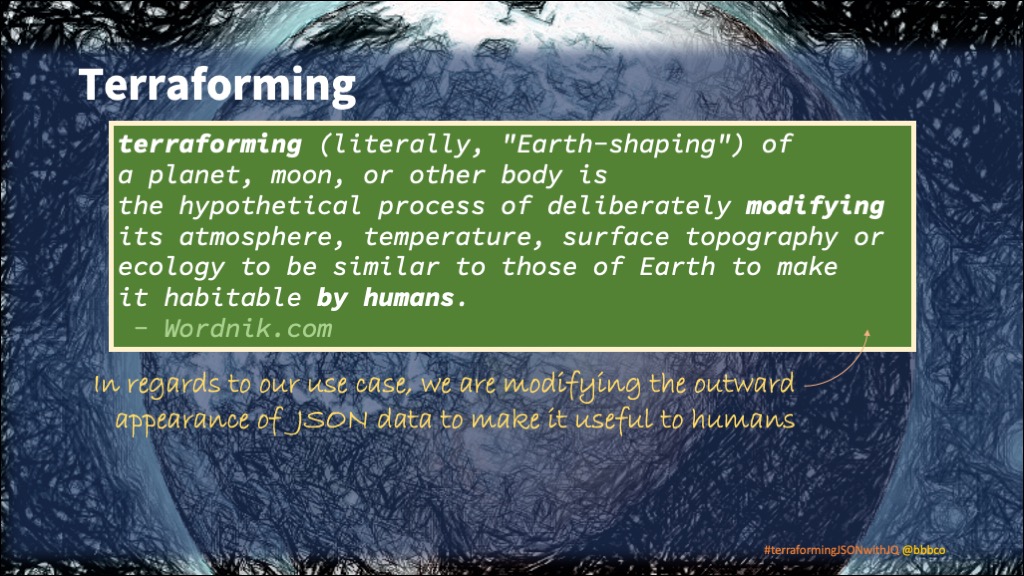 Terraforming
terraforming (literally, "Earth-shaping") of
a planet, moon, or other body is
the hypothetical process of deliberately modifying
its atmosphere, temperature, surface topography or
ecology to be similar to those of Earth to make
it habitable by humans.
– Wordnik.com
In regards to our use case, we are modifying the outward
appearance of JSON data to make it useful to humans
#terraformingJSONwithJQ @bbbco